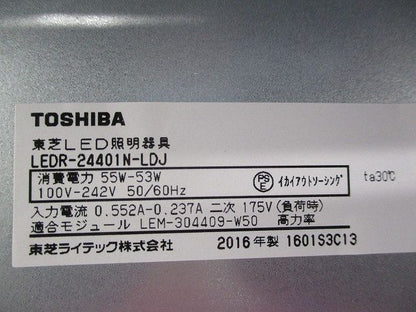 TOSHIBA
東芝LED照明器具
LEDR-24401N-LDJ
消費電力 55W-53W
100V-242V 50/60Hz
PSE イカイアウトソーシング
ta30℃
入力電流 0.552A-0.237A 二次 175V(負荷時)
適合モジュール LEM-304409-W50 高力率
東芝ライテック株式会社 2016年製 1601S3C13